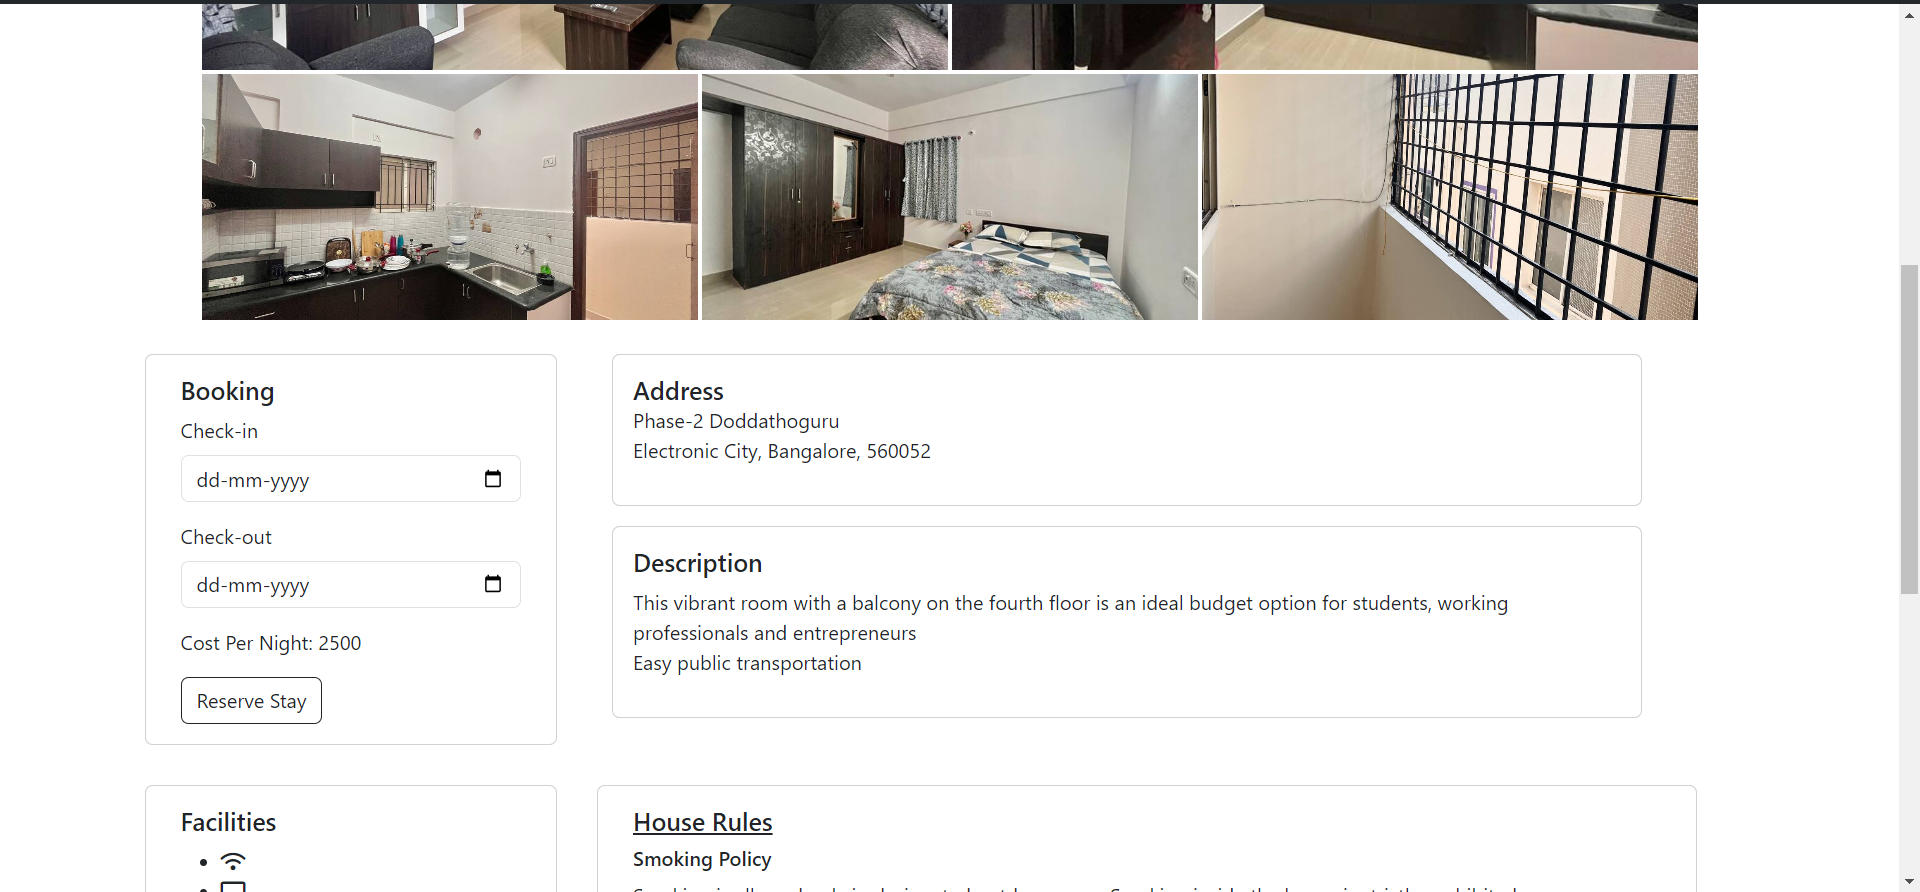 Booking
Check-in
dd-mm-yyyy
Check-out
dd-mm-yyyy
Cost Per Night: 2500
Reserve Stay
Address
Phase-2 Doddathoguru
Electronic City, Bangalore, 560052
Description
This vibrant room with a balcony on the fourth floor is an ideal budget option for students, working
professionals and entrepreneurs
Easy public transportation
Facilities
House Rules
Smoking Policy